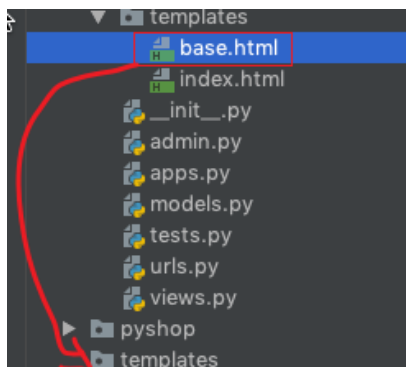 templates
base.html
index.html
__init__.py
admin.py
apps.py
models.py
tests.py
urls.py
views.py
pyshop
templates